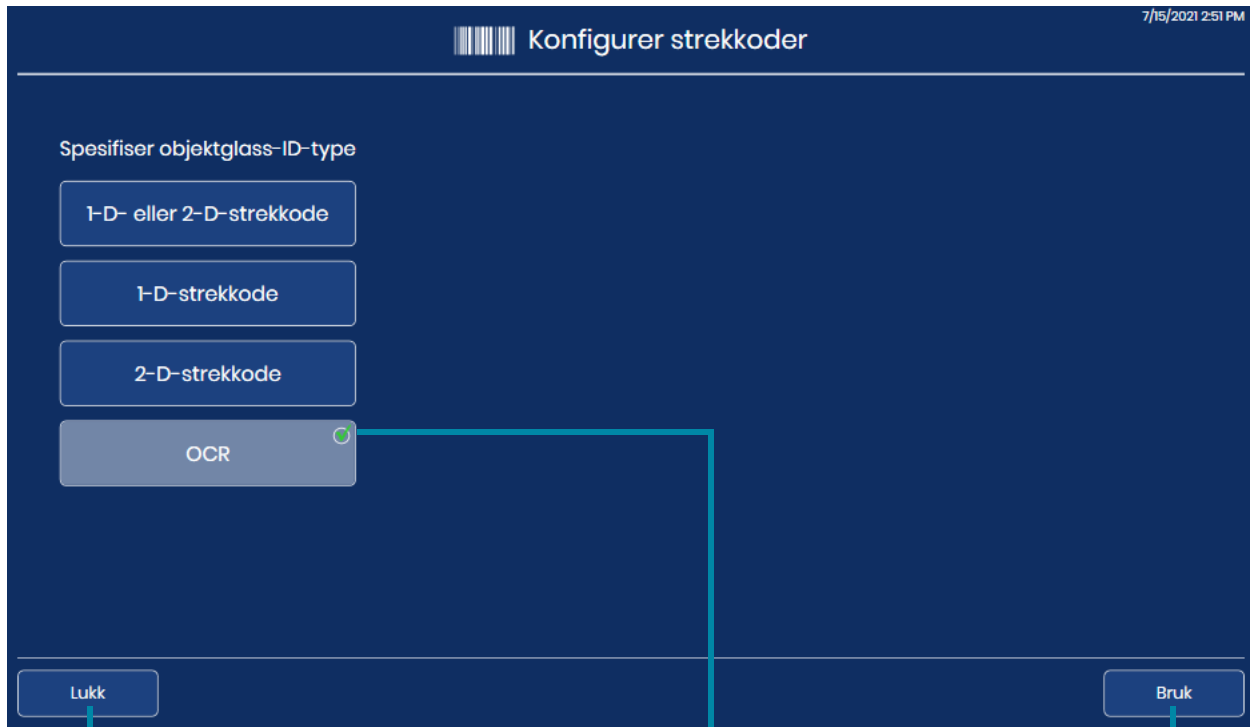 7/15/2021 2:51 PM
Konfigurer strekkoder
Spesifiser objektglass-ID-type
1-D- eller 2-D-strekkode
1-D-strekkode
2-D-strekkode
OCR
Lukk
Bruk